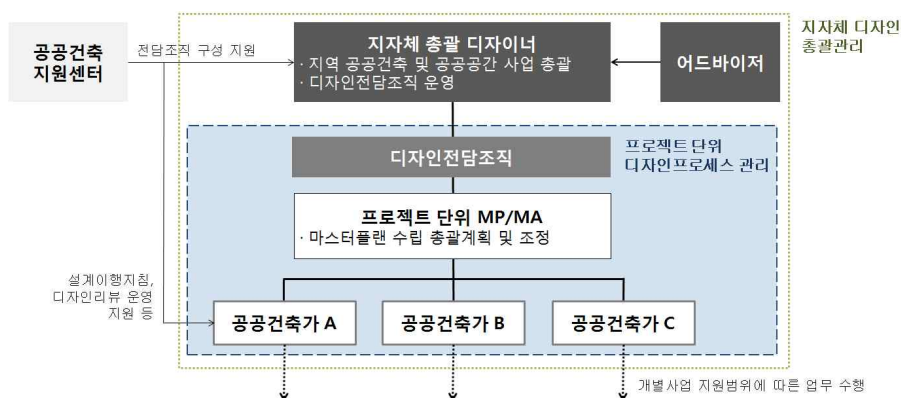 지자체 디자인
총괄관리
공공건축
지원센터
전담조직 구성 지원
지자체 총괄 디자이너
· 지역 공공건축 및 공공공간 사업 총괄
· 디자인전담조직 운영
어드바이저
디자인전담조직
프로젝트 단위
디자인프로세스 관리
프로젝트 단위 MP/MA
· 마스터플랜 수립 총괄계획 및 조정
설계이행지침,
디자인리뷰 운영
지원 등
공공건축가 A
공공건축가 B
공공건축가 C
개별사업 지원범위에 따른 업무 수행